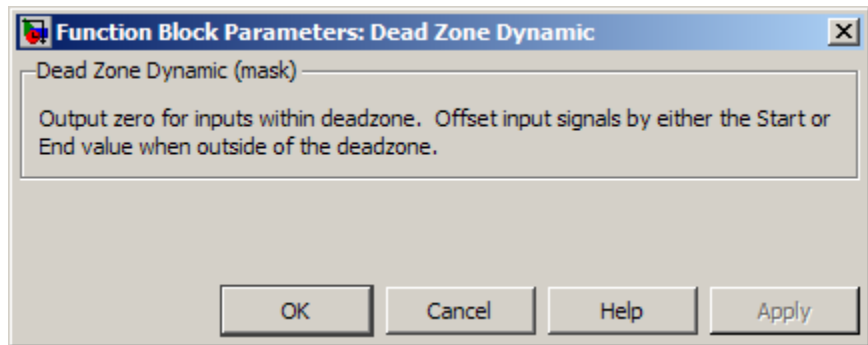 Function Block Parameters: Dead Zone Dynamic
Dead Zone Dynamic (mask)
Output zero for inputs within deadzone.  Offset input signals by either the Start or
End value when outside of the deadzone.
OK Cancel Help Apply